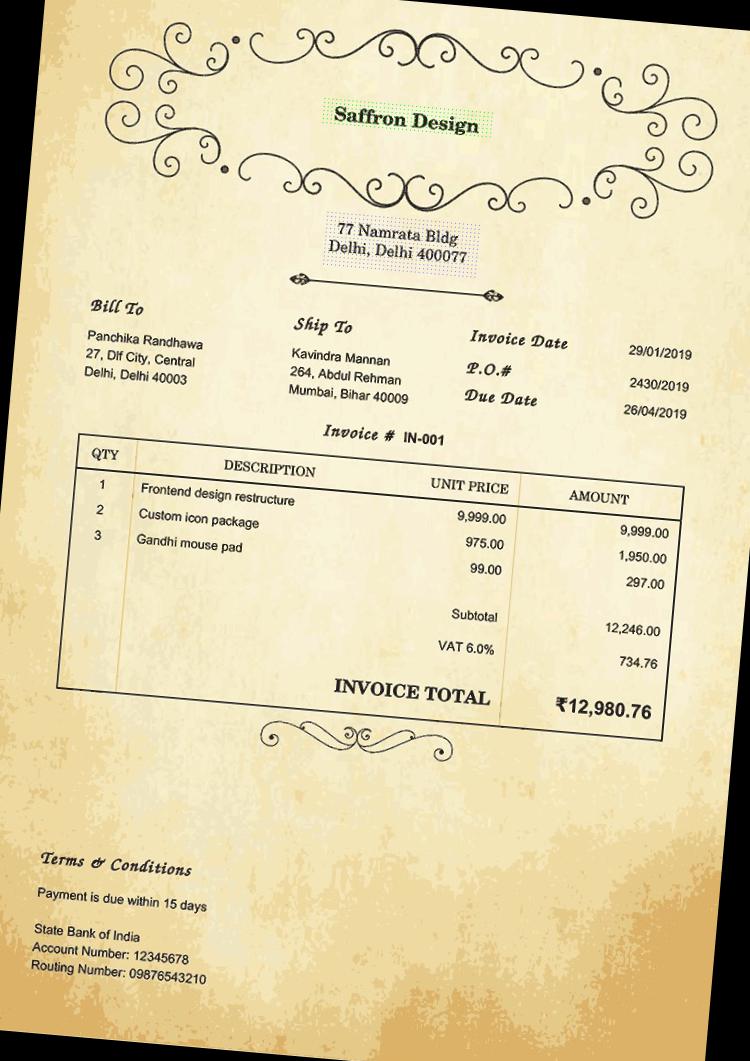 Saffron Design
77 Namrata Bldg
Delhi, Delhi 400077
Bill To
Panchika Randhawa
27, Dlf City, Central
Delhi, Delhi 40003
Ship To
Kavindra Mannan
264, Abdul Rehman
Mumbai, Bihar 40009
Invoice Date 29/01/2019
P.O.# 2430/2019
Due Date 26/04/2019
Invoice # IN-001
QTY DESCRIPTION UNIT PRICE AMOUNT
1 Frontend design restructure 9,999.00 9,999.00
2 Custom icon package 975.00 1,950.00
3 Gandhi mouse pad 99.00 297.00
Subtotal 12,246.00
VAT 6.0% 734.76
INVOICE TOTAL ₹12,980.76
Terms & Conditions
Payment is due within 15 days
State Bank of India
Account Number: 12345678
Routing Number: 09876543210